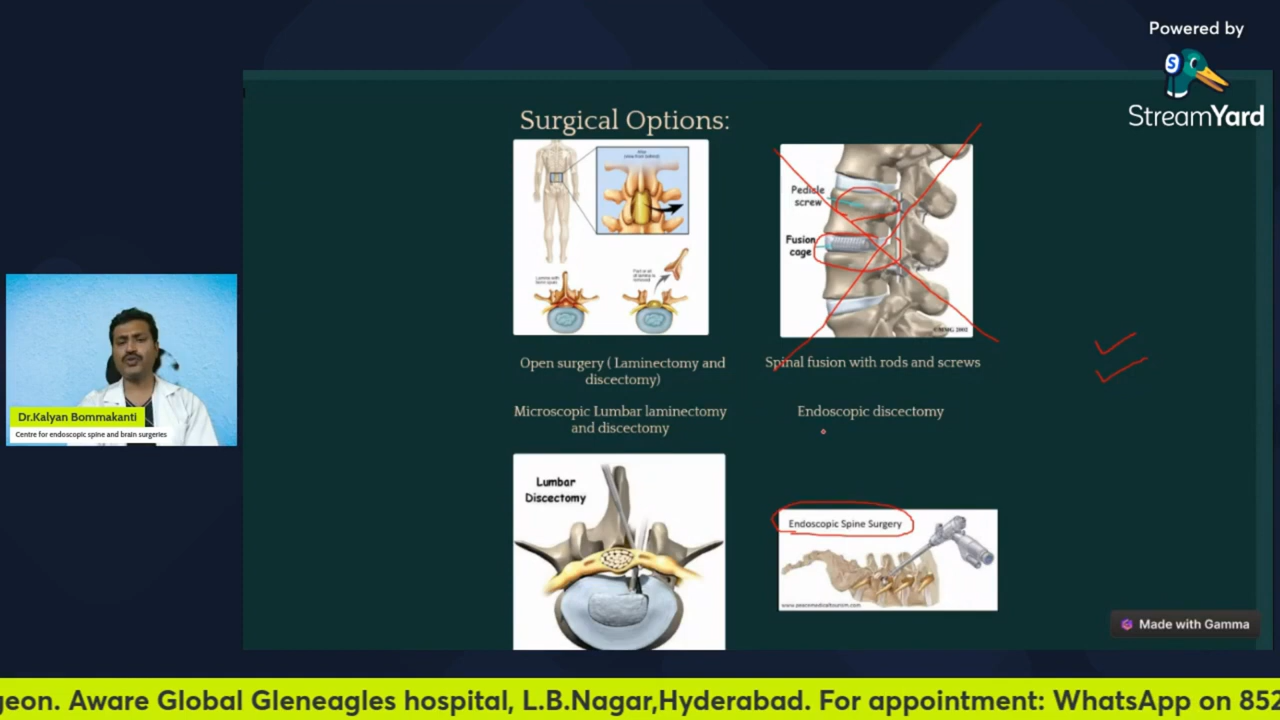 Powered by
StreamYard
Surgical Options:
Pedicle
screw
Fusion
cage
Open surgery ( Laminectomy and
discectomy)
Spinal fusion with rods and screws
Microscopic Lumbar laminectomy
and discectomy
Endoscopic discectomy
Lumbar
Discectomy
Endoscopic Spine Surgery
Dr.Kalyan Bommakanti
Centre for endoscopic spine and brain surgeries
Made with Gamma
geon. Aware Global Gleneagles hospital, L.B.Nagar,Hyderabad. For appointment: WhatsApp on 852